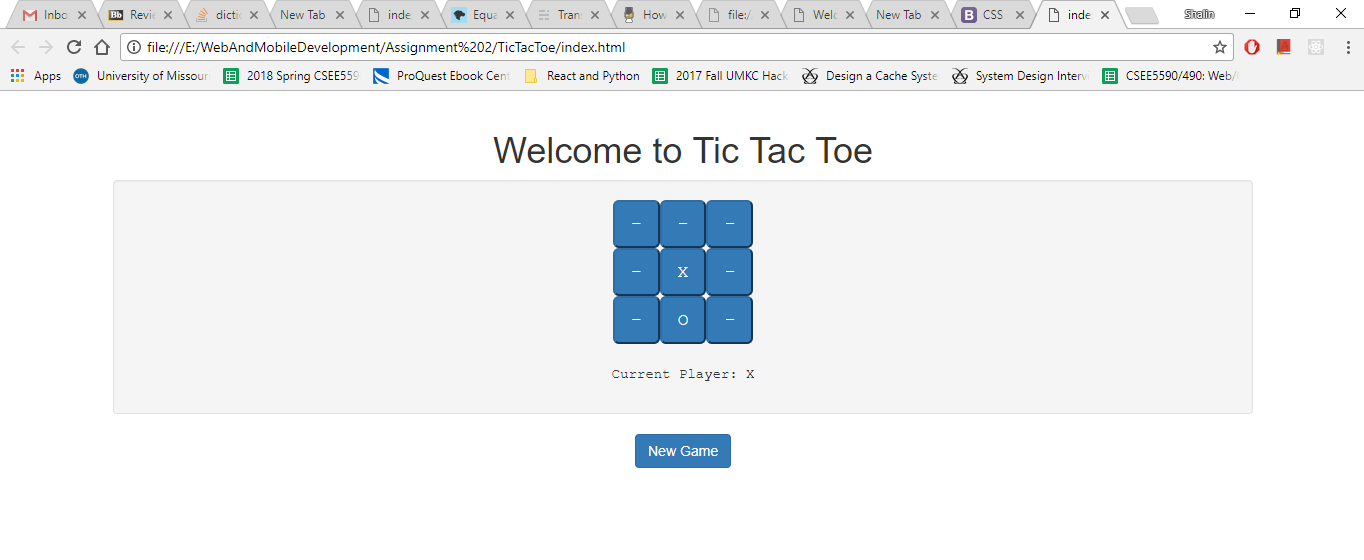 Inbo Revie dictio New Tab inde Equa Tran How file:/ Welc New Tab CSS inde Shalin
file:///E:/WebAndMobileDevelopment/Assignment%202/TicTacToe/index.html
Apps OTH University of Missour 2018 Spring CSEE559 ProQuest Ebook Cent React and Python 2017 Fall UMKC Hack Design a Cache Syste System Design Interv CSEE5590/490: Web/
Welcome to Tic Tac Toe
– – –
– X –
– O –
Current Player: X
New Game